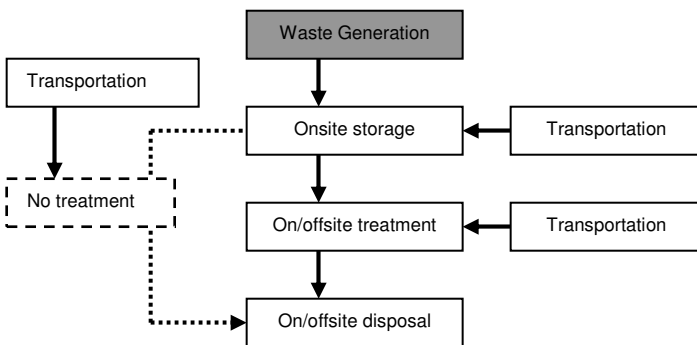 Waste Generation
Transportation
Onsite storage
Transportation
No treatment
On/offsite treatment
Transportation
On/offsite disposal